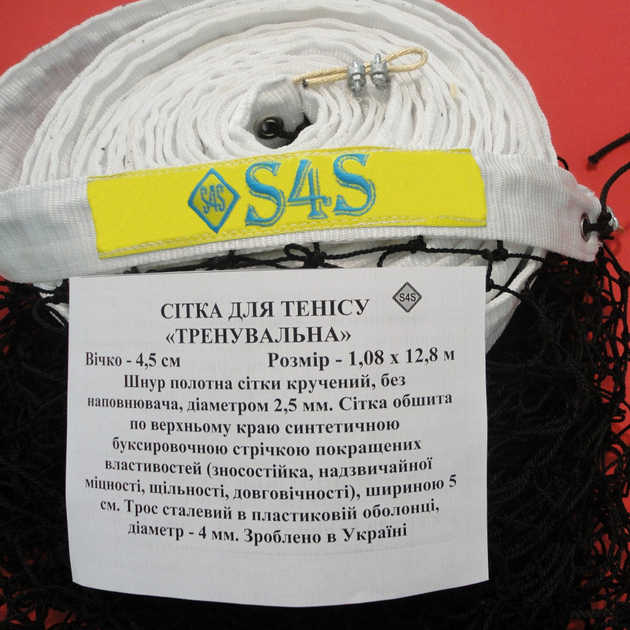 S4S S4S
СІТКА ДЛЯ ТЕНІСУ S4S
«ТРЕНУВАЛЬНА»
Вічко - 4,5 см Розмір - 1,08 х 12,8 м
Шнур полотна сітки кручений, без
наповнювача, діаметром 2,5 мм. Сітка обшита
по верхньому краю синтетичною
буксировочною стрічкою покращених
властивостей (зносостійка, надзвичайної
міцності, щільності, довговічності), шириною 5
см. Трос сталевий в пластиковій оболонці,
діаметр - 4 мм. Зроблено в Україні